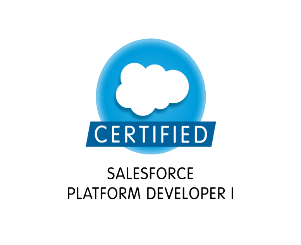 CERTIFIED
SALESFORCE
PLATFORM DEVELOPER I